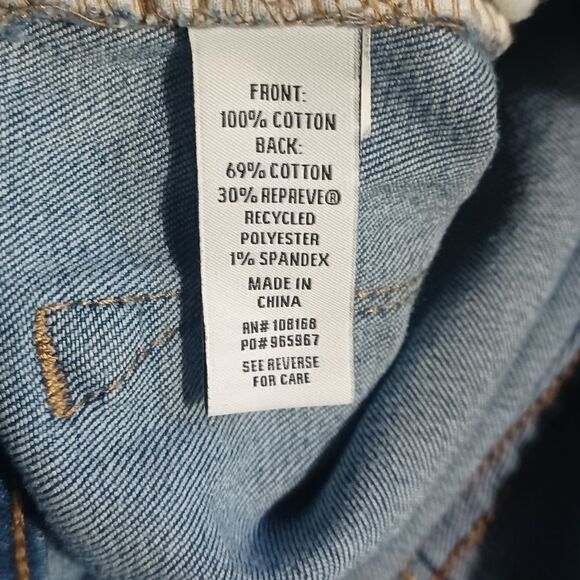 FRONT:
100% COTTON
BACK:
69% COTTON
30% REPREVE®
RECYCLED
POLYESTER
1% SPANDEX
MADE IN
CHINA
RN# 108168
PO# 965967
SEE REVERSE
FOR CARE